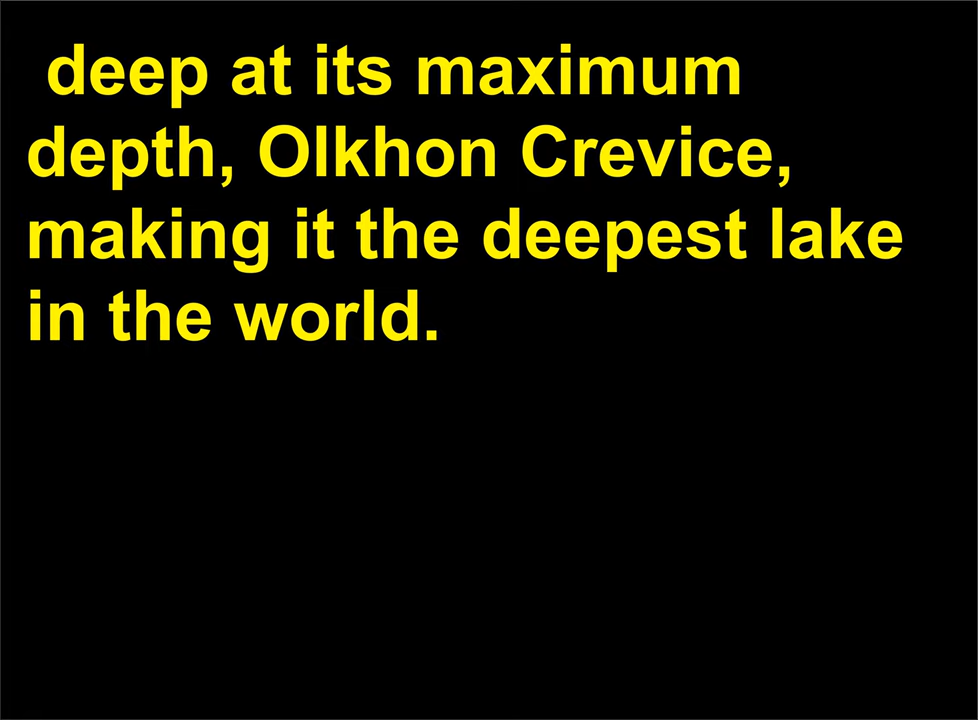 deep at its maximum
depth, Olkhon Crevice,
making it the deepest lake
in the world.